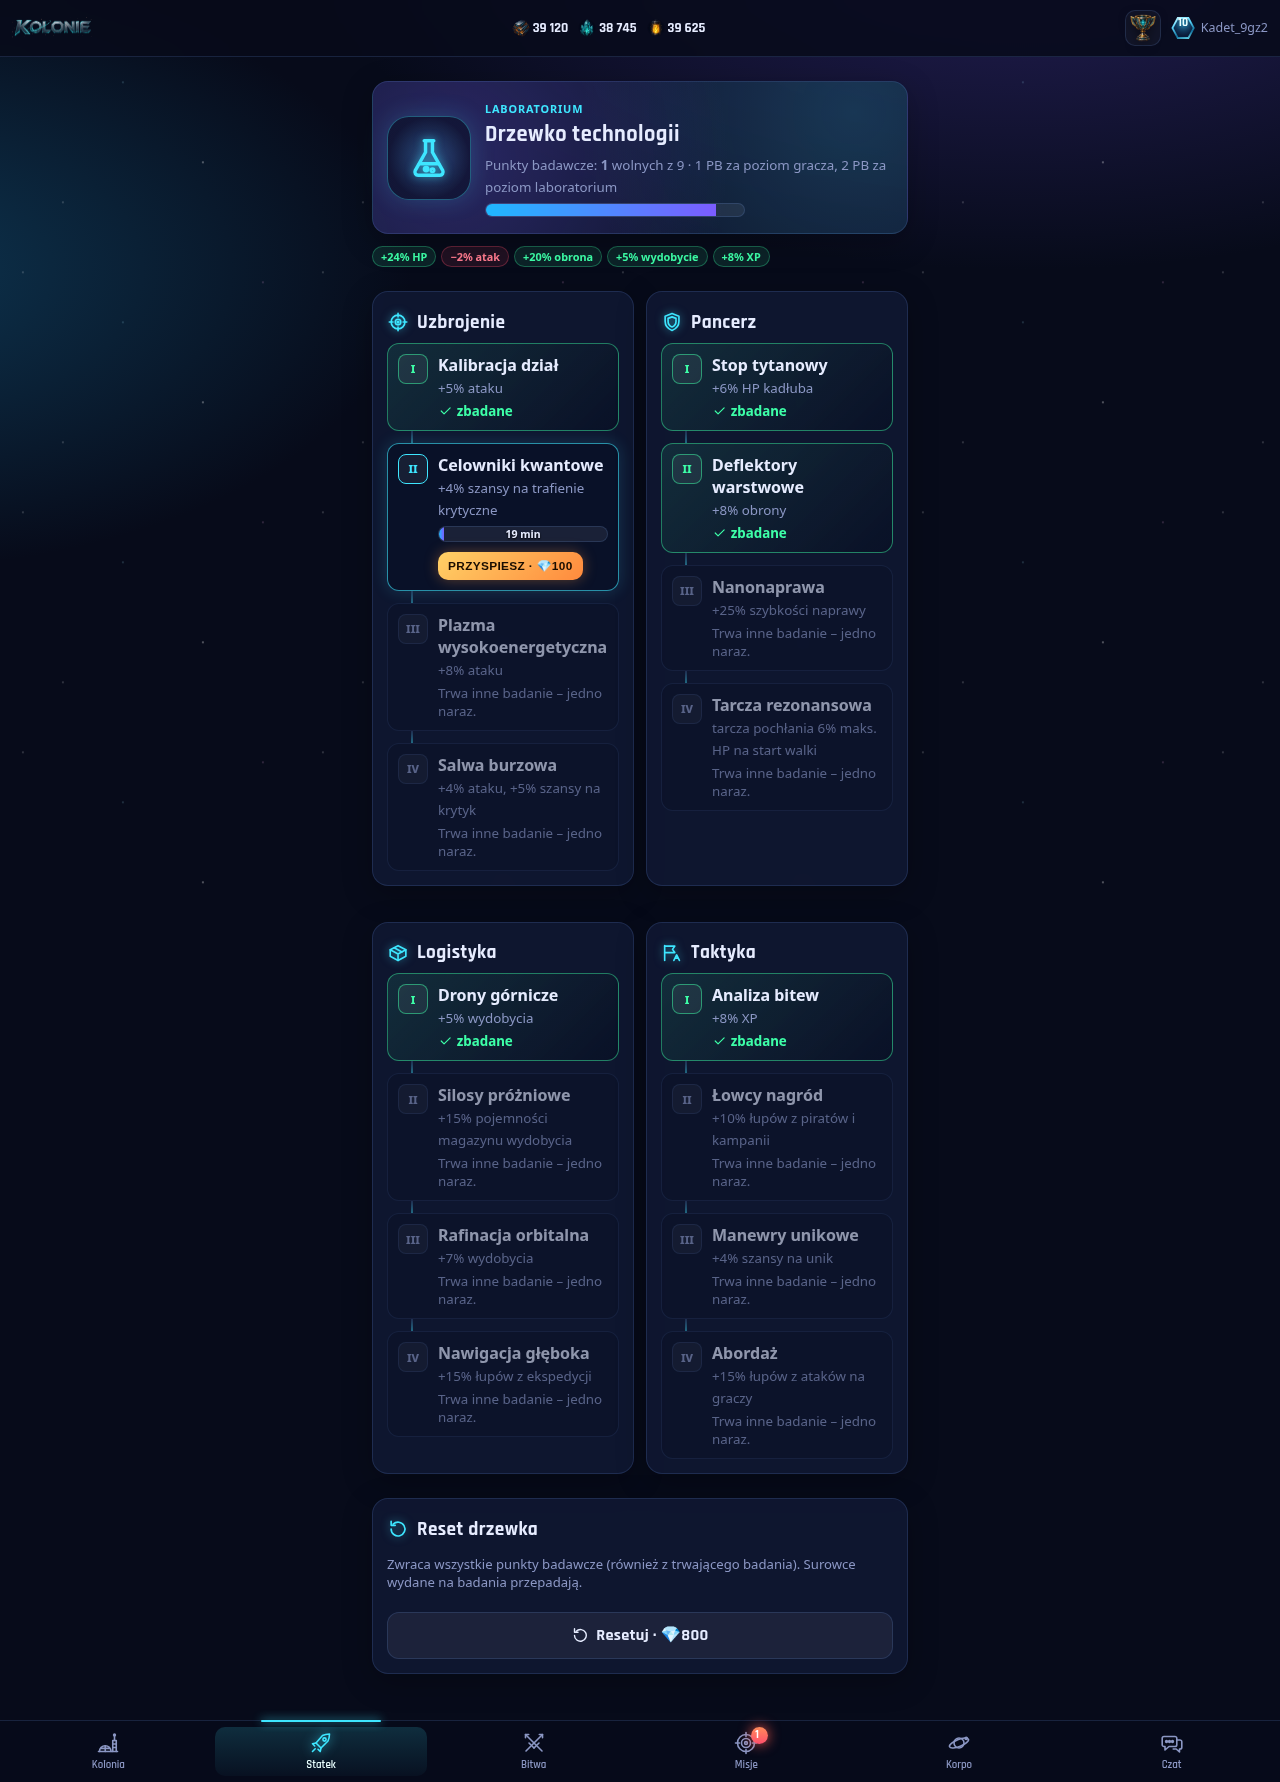 KOLONIE
39 120 38 745 39 625
10 Kadet_9gz2
LABORATORIUM
Drzewko technologii
Punkty badawcze: 1 wolnych z 9 · 1 PB za poziom gracza, 2 PB za
poziom laboratorium
+24% HP −2% atak +20% obrona +5% wydobycie +8% XP
Uzbrojenie
I
Kalibracja dział
+5% ataku
✓ zbadane
II
Celowniki kwantowe
+4% szansy na trafienie
krytyczne
19 min
PRZYSPIESZ · 💎100
III
Plazma
wysokoenergetyczna
+8% ataku
Trwa inne badanie – jedno
naraz.
IV
Salwa burzowa
+4% ataku, +5% szansy na
krytyk
Trwa inne badanie – jedno
naraz.
Pancerz
I
Stop tytanowy
+6% HP kadłuba
✓ zbadane
II
Deflektory
warstwowe
+8% obrony
✓ zbadane
III
Nanonaprawa
+25% szybkości naprawy
Trwa inne badanie – jedno
naraz.
IV
Tarcza rezonansowa
tarcza pochłania 6% maks.
HP na start walki
Trwa inne badanie – jedno
naraz.
Logistyka
I
Drony górnicze
+5% wydobycia
✓ zbadane
II
Silosy próżniowe
+15% pojemności
magazynu wydobycia
Trwa inne badanie – jedno
naraz.
III
Rafinacja orbitalna
+7% wydobycia
Trwa inne badanie – jedno
naraz.
IV
Nawigacja głęboka
+15% łupów z ekspedycji
Trwa inne badanie – jedno
naraz.
Taktyka
I
Analiza bitew
+8% XP
✓ zbadane
II
Łowcy nagród
+10% łupów z piratów i
kampanii
Trwa inne badanie – jedno
naraz.
III
Manewry unikowe
+4% szansy na unik
Trwa inne badanie – jedno
naraz.
IV
Abordaż
+15% łupów z ataków na
graczy
Trwa inne badanie – jedno
naraz.
Reset drzewka
Zwraca wszystkie punkty badawcze (również z trwającego badania). Surowce
wydane na badania przepadają.
Resetuj · 💎800
1
Kolonia Statek Bitwa Misje Korpo Czat